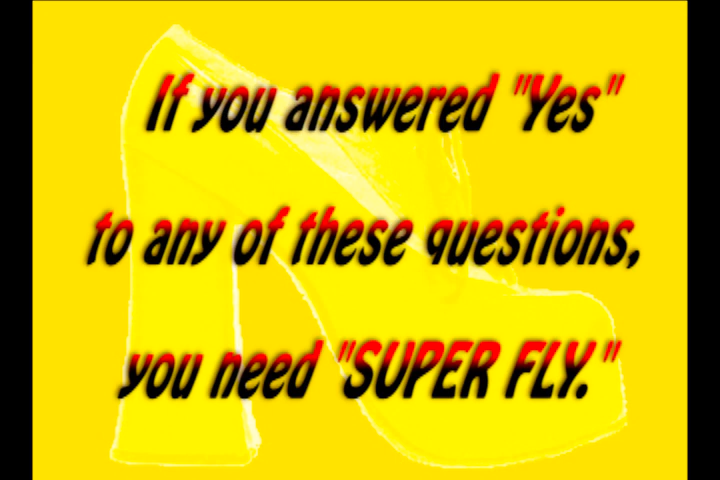 If you answered "Yes"
to any of these questions,
you need "SUPER FLY."